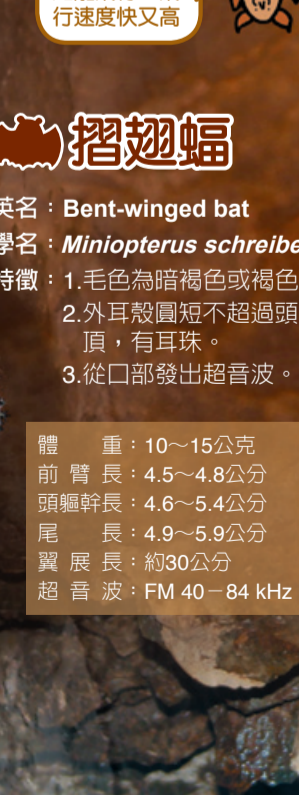 行速度快又高
摺翅蝠
英名：Bent-winged bat
學名：Miniopterus schreibe
特徵：1.毛色為暗褐色或褐色
2.外耳殼圓短不超過頭
頂，有耳珠。
3.從口部發出超音波。
體重：10～15公克
前臂長：4.5～4.8公分
頭軀幹長：4.6～5.4公分
尾長：4.9～5.9公分
翼展長：約30公分
超音波：FM 40－84 kHz